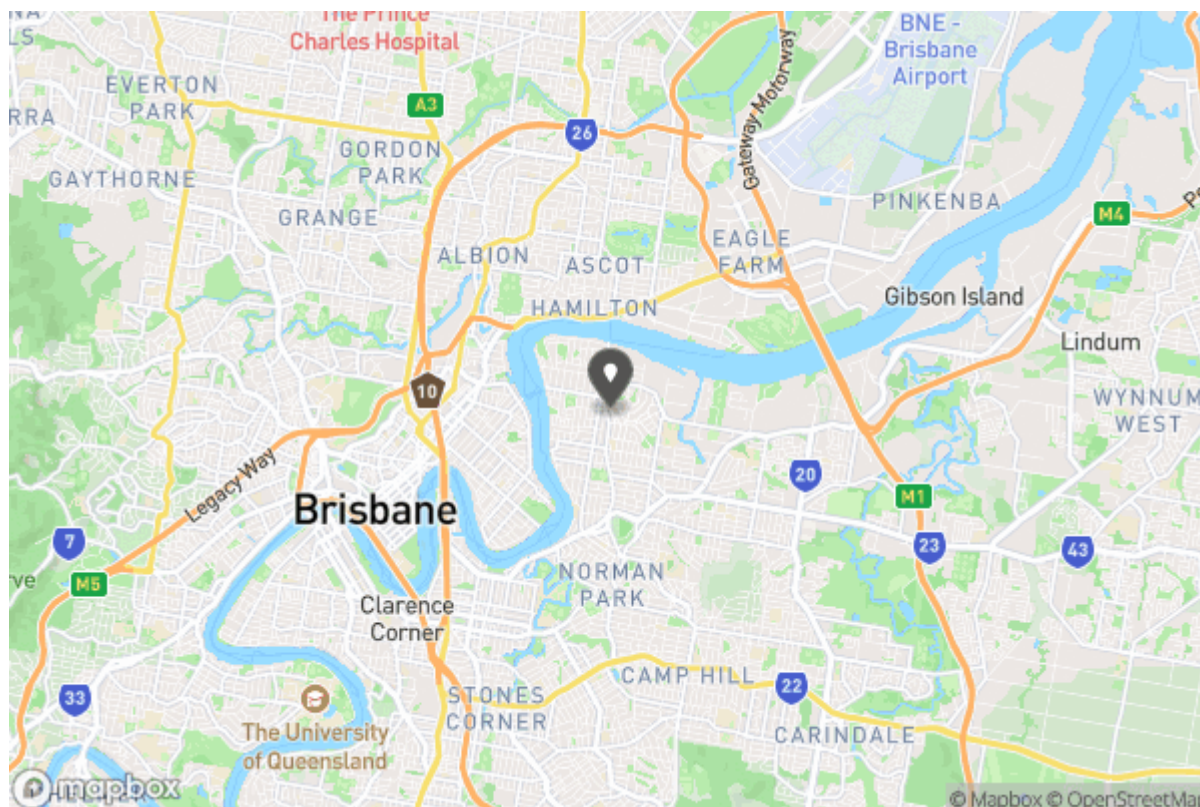 The Prince
Charles Hospital
BNE -
Brisbane
Airport
EVERTON
PARK
A3
26
Gateway Motorway
GORDON
PARK
GAYTHORNE
PINKENBA
GRANGE
M4
EAGLE
FARM
ALBION
ASCOT
HAMILTON
Gibson Island
Lindum
10
WYNNUM
WEST
Legacy Way
20
Brisbane
M1
7
23
43
M5
NORMAN
PARK
Clarence
Corner
CAMP HILL
33
22
STONES
CORNER
The University
of Queensland
CARINDALE
mapbox
© Mapbox © OpenStreetMa